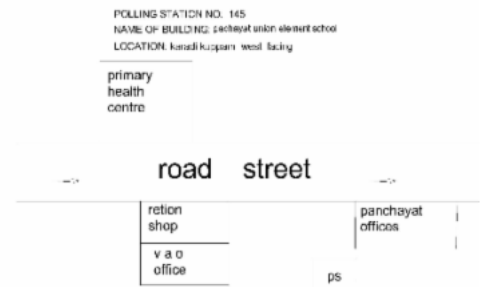 POLLING STATION NO. 145
NAME OF BUILDING: pachayat union element school
LOCATION: karadi kuppam west facing
primary
health
centre
road street
retion
shop
panchayat
offices
v a o
office
ps